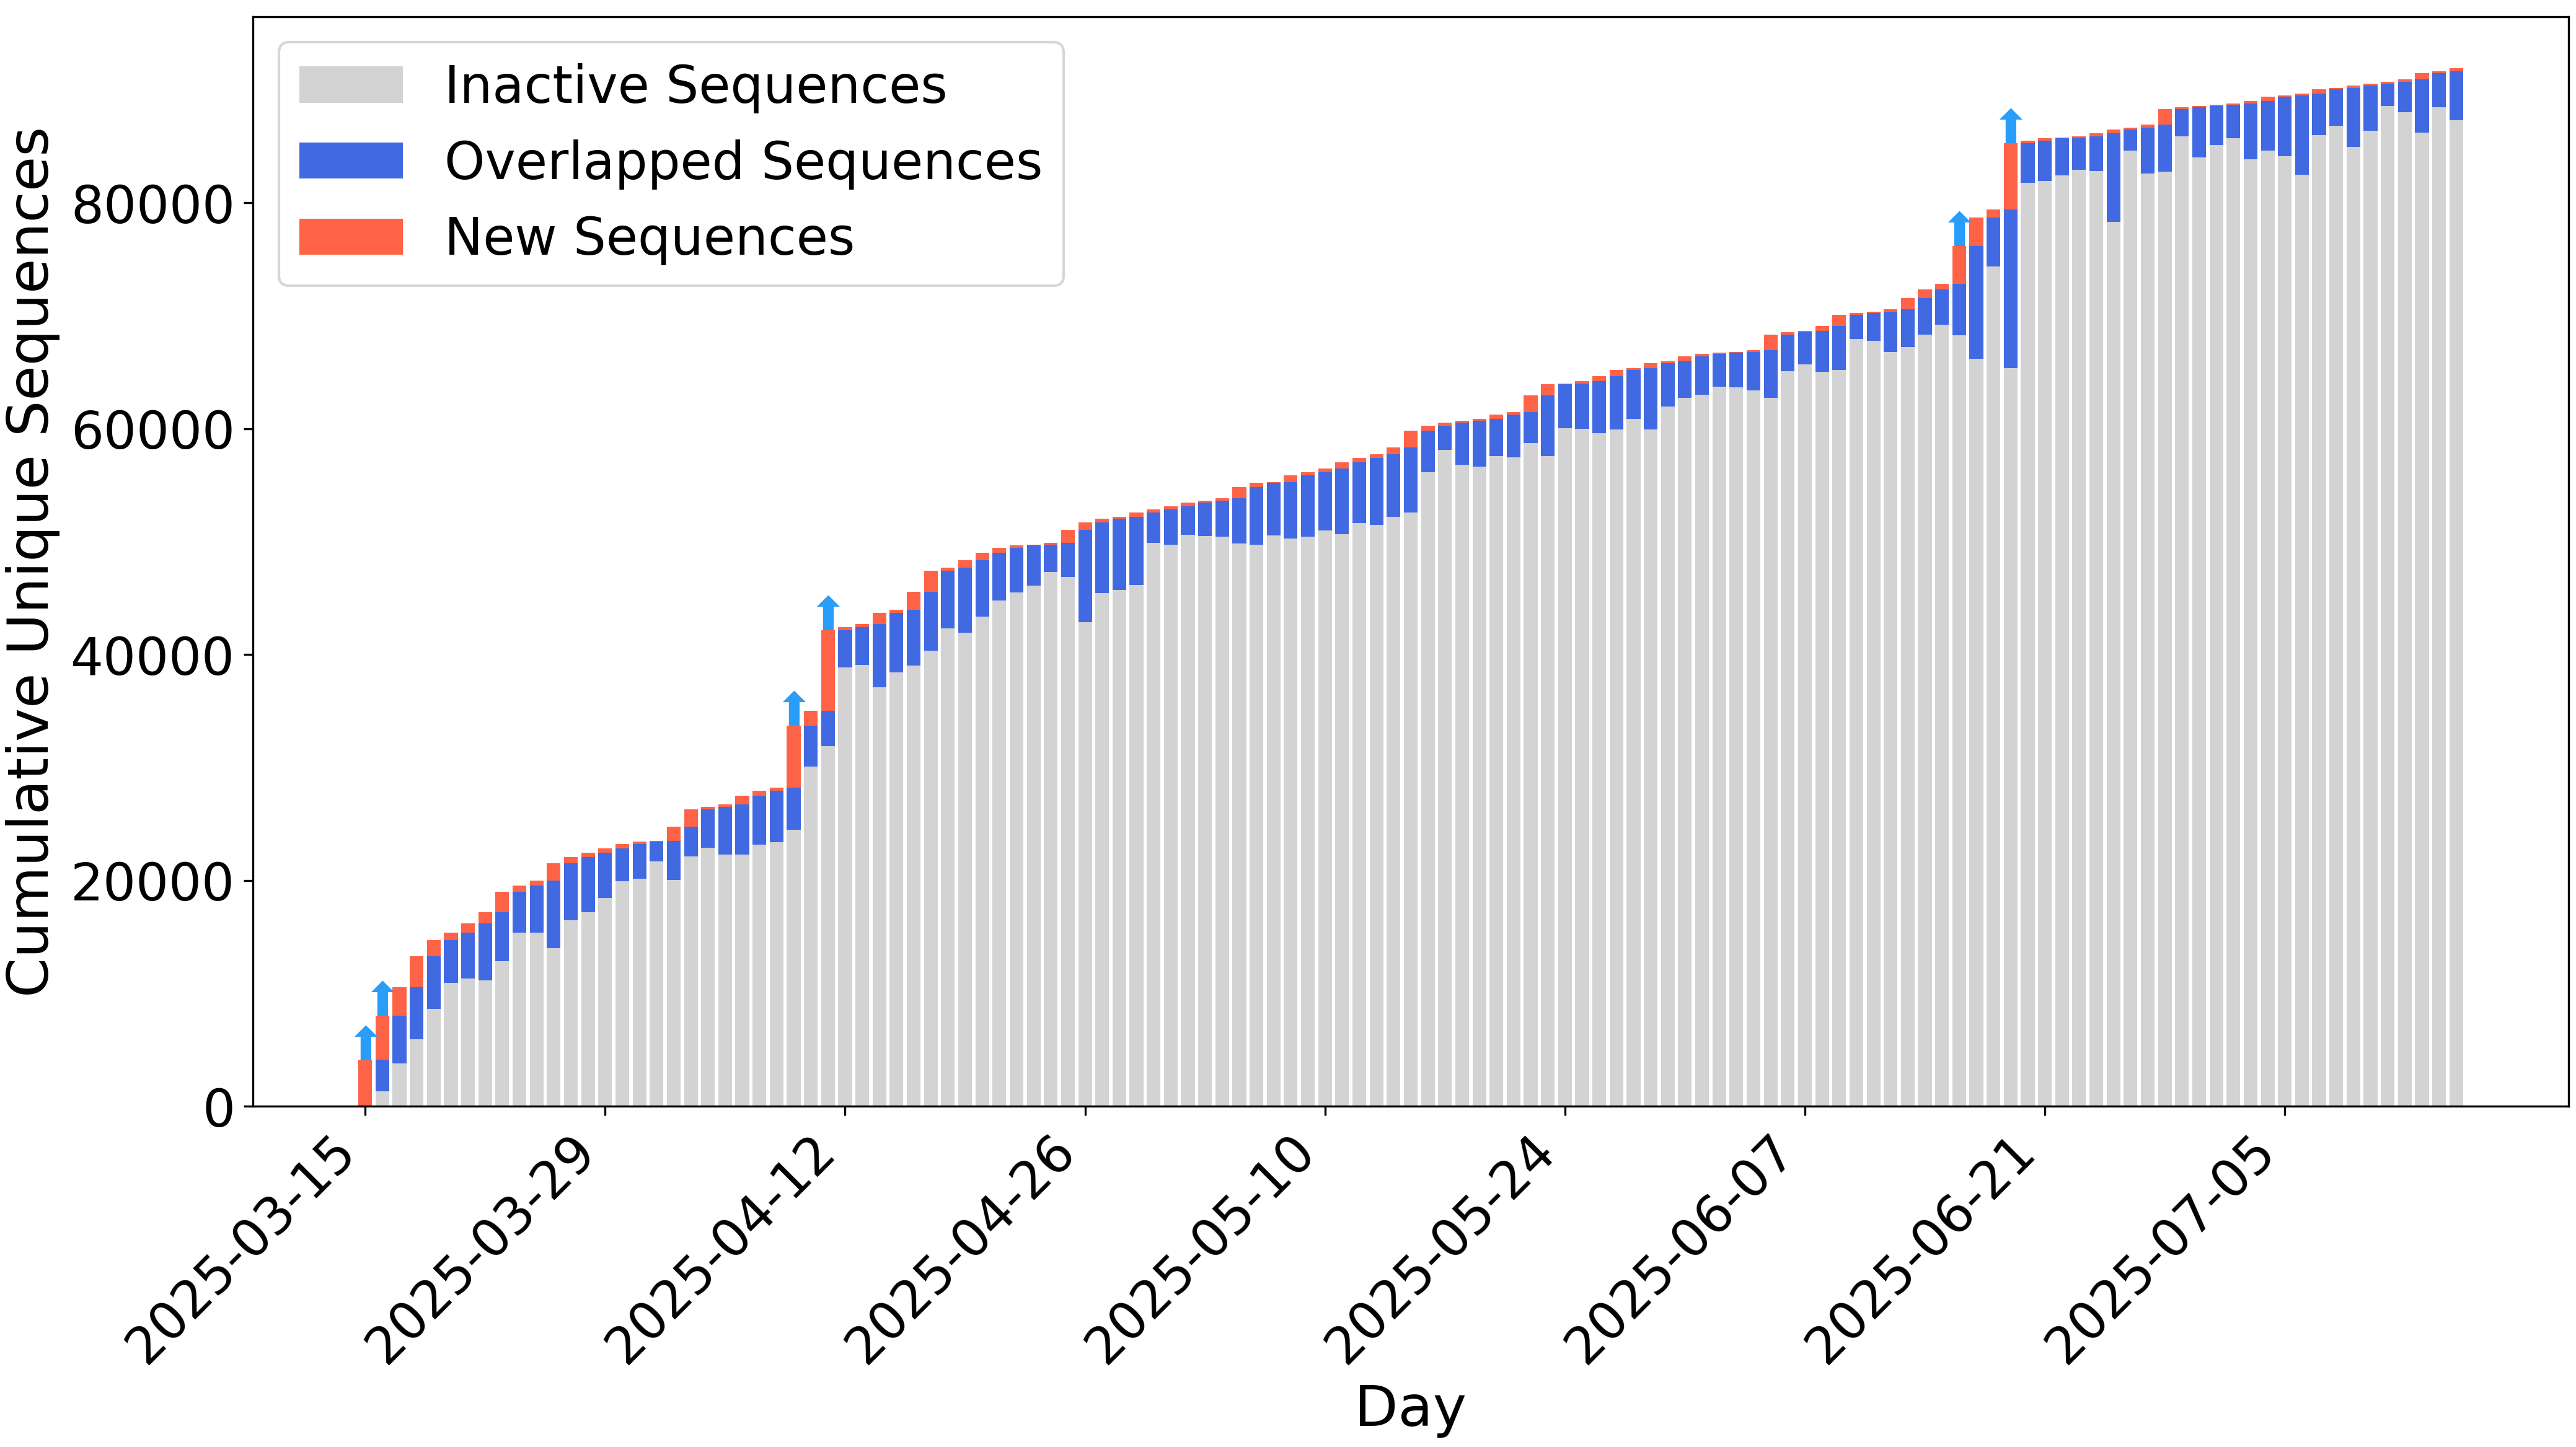 Inactive Sequences
Overlapped Sequences
New Sequences
Cumulative Unique Sequences
80000
60000
40000
20000
0
2025-03-15
2025-03-29
2025-04-12
2025-04-26
2025-05-10
2025-05-24
2025-06-07
2025-06-21
2025-07-05
Day